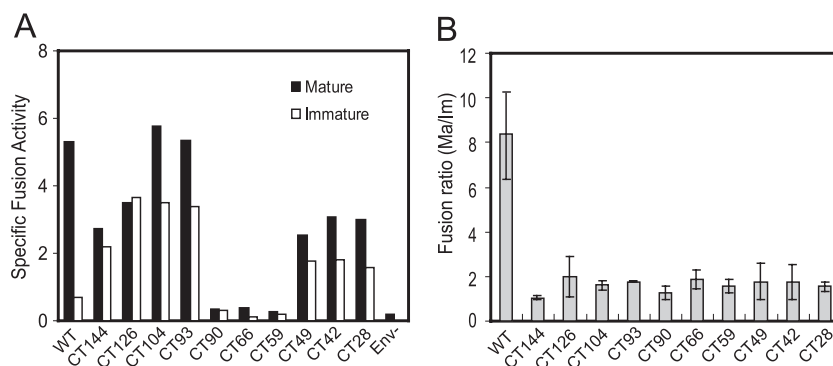 A
8
6
4
2
0
Specific Fusion Activity
Mature
Immature
WT
CT144
CT126
CT104
CT93
CT90
CT66
CT59
CT49
CT42
CT28
Env-
B
12
10
8
6
4
2
0
Fusion ratio (Ma/Im)
WT
CT144
CT126
CT104
CT93
CT90
CT66
CT59
CT49
CT42
CT28